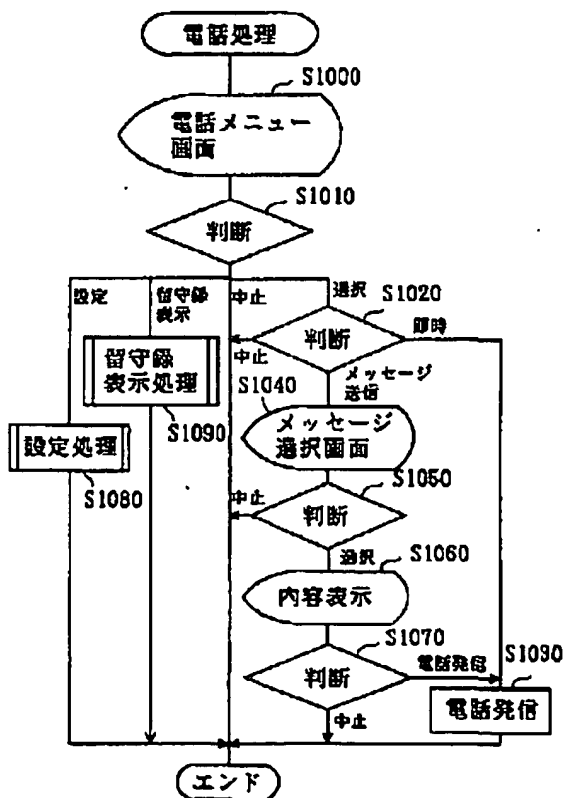 電話処理
S1000
電話メニュー
画面
S1010
判断
設定
留守録
表示
中止
選択
S1020
判断
即時
中止
メッセージ
送信
留守録
表示処理
S1090
S1040
メッセージ
選択画面
設定処理
S1080
S1050
中止
判断
選択
S1060
内容表示
S1070
判断
電話発信
S1090
電話発信
中止
エンド